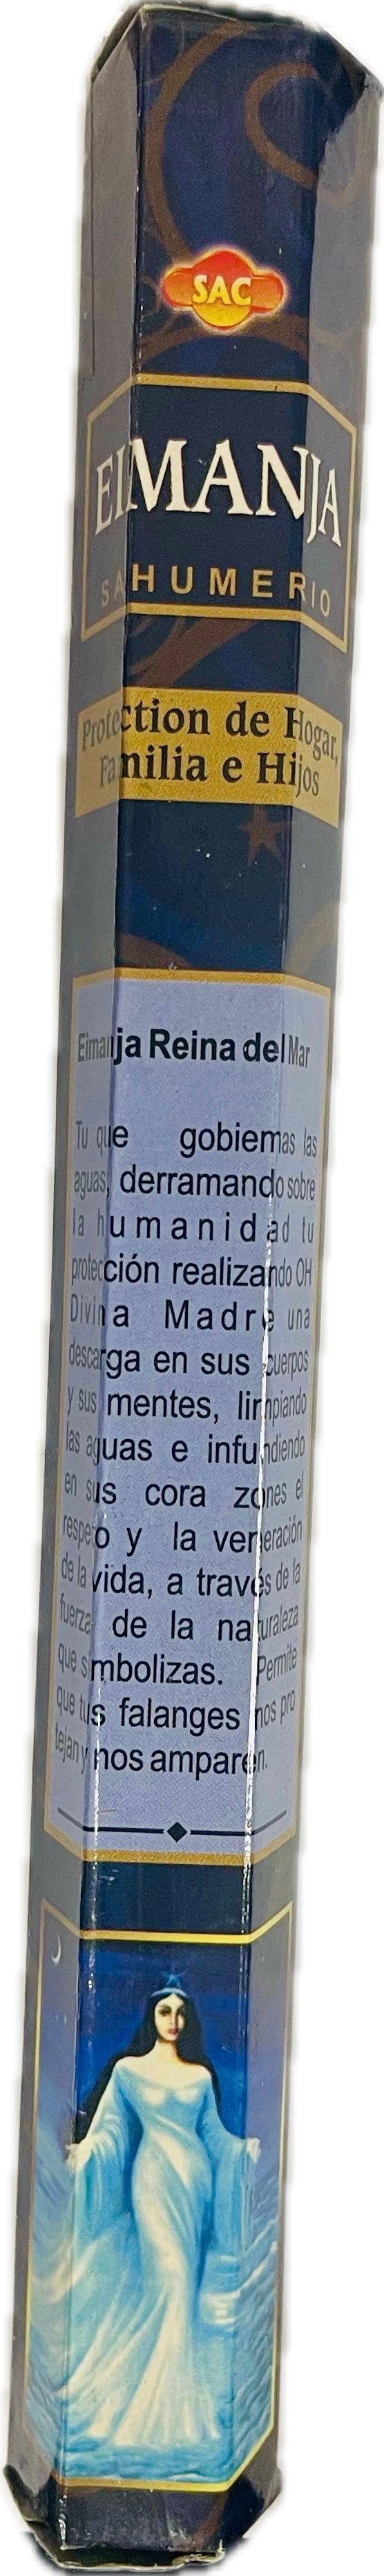 SAC
EIMANJA
SAHUMERIO
Protection de Hogar,
Familia e Hijos
Eimanja Reina del Mar
Tu que gobiemas las
aguas, derramando sobre
la humanidad tu
protección realizando OH
Divina Madre una
descarga en sus cuerpos
y sus mentes, limpiando
las aguas e infundiendo
en sus cora zones el
respeto y la veneración
de la vida, a través de la
fuerza de la naturaleza
que simbolizas. Permite
que tus falanges nos pro
tejan y nos amparen.